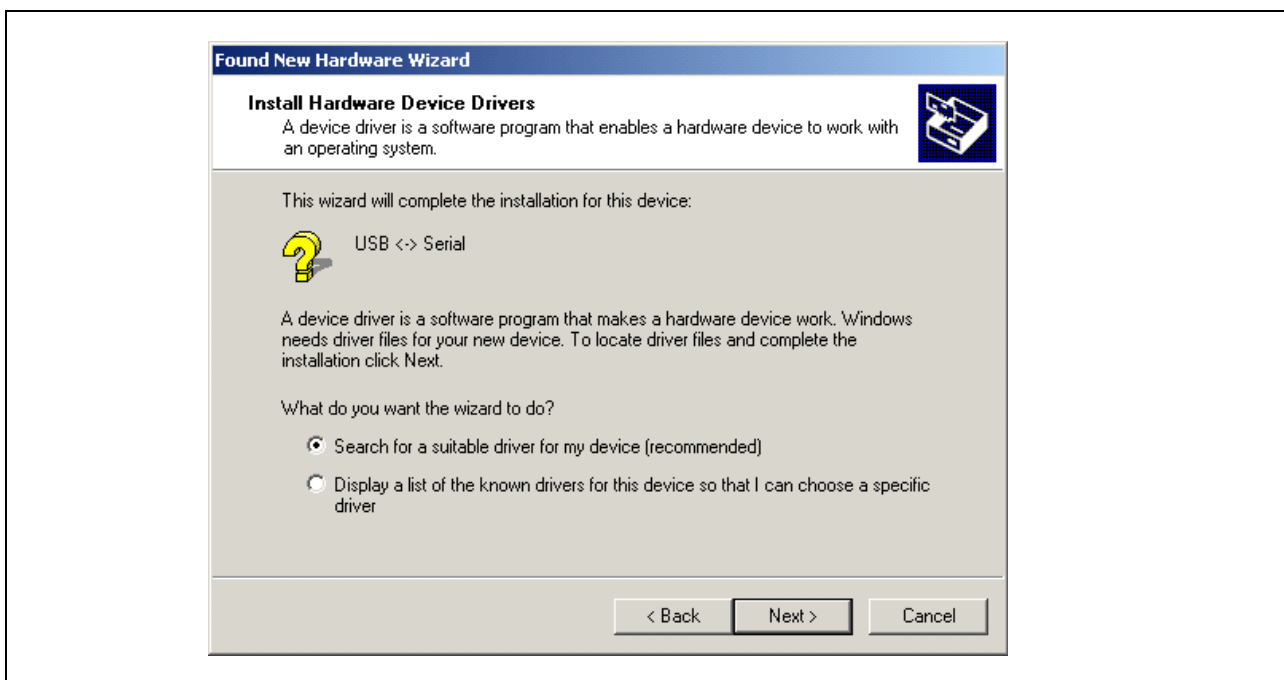 Found New Hardware Wizard
Install Hardware Device Drivers
A device driver is a software program that enables a hardware device to work with
an operating system.
This wizard will complete the installation for this device:
USB <-> Serial
A device driver is a software program that makes a hardware device work. Windows
needs driver files for your new device. To locate driver files and complete the
installation click Next.
What do you want the wizard to do?
Search for a suitable driver for my device (recommended)
Display a list of the known drivers for this device so that I can choose a specific
driver
< Back
Next >
Cancel